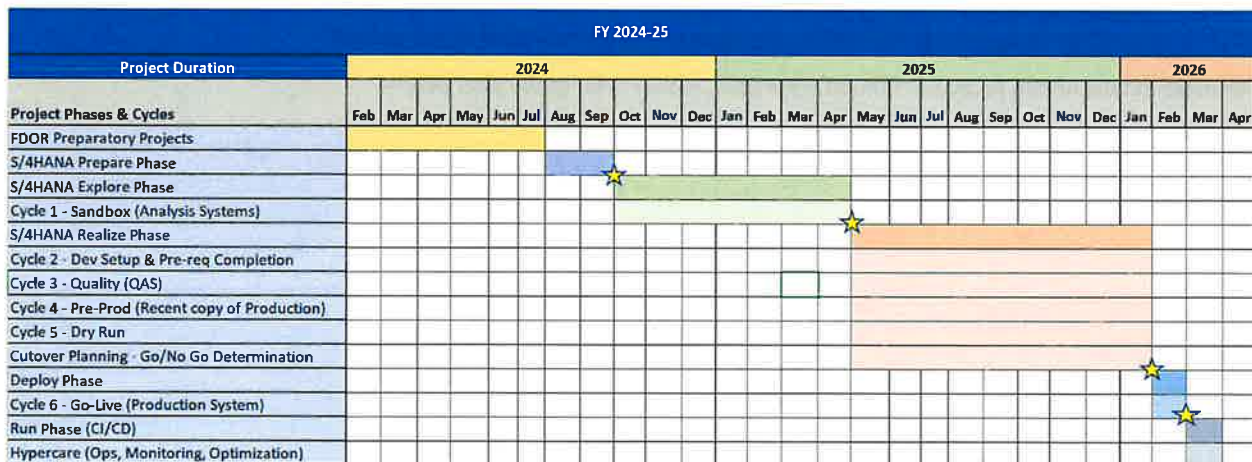 FY 2024-25
Project Duration 2024 2025 2026
Project Phases & Cycles Feb Mar Apr May Jun Jul Aug Sep Oct Nov Dec Jan Feb Mar Apr May Jun Jul Aug Sep Oct Nov Dec Jan Feb Mar Apr
FDOR Preparatory Projects
S/4HANA Prepare Phase
S/4HANA Explore Phase
Cycle 1 - Sandbox (Analysis Systems)
S/4HANA Realize Phase
Cycle 2 - Dev Setup & Pre-req Completion
Cycle 3 - Quality (QAS)
Cycle 4 - Pre-Prod (Recent copy of Production)
Cycle 5 - Dry Run
Cutover Planning - Go/No Go Determination
Deploy Phase
Cycle 6 - Go-Live (Production System)
Run Phase (CI/CD)
Hypercare (Ops, Monitoring, Optimization)